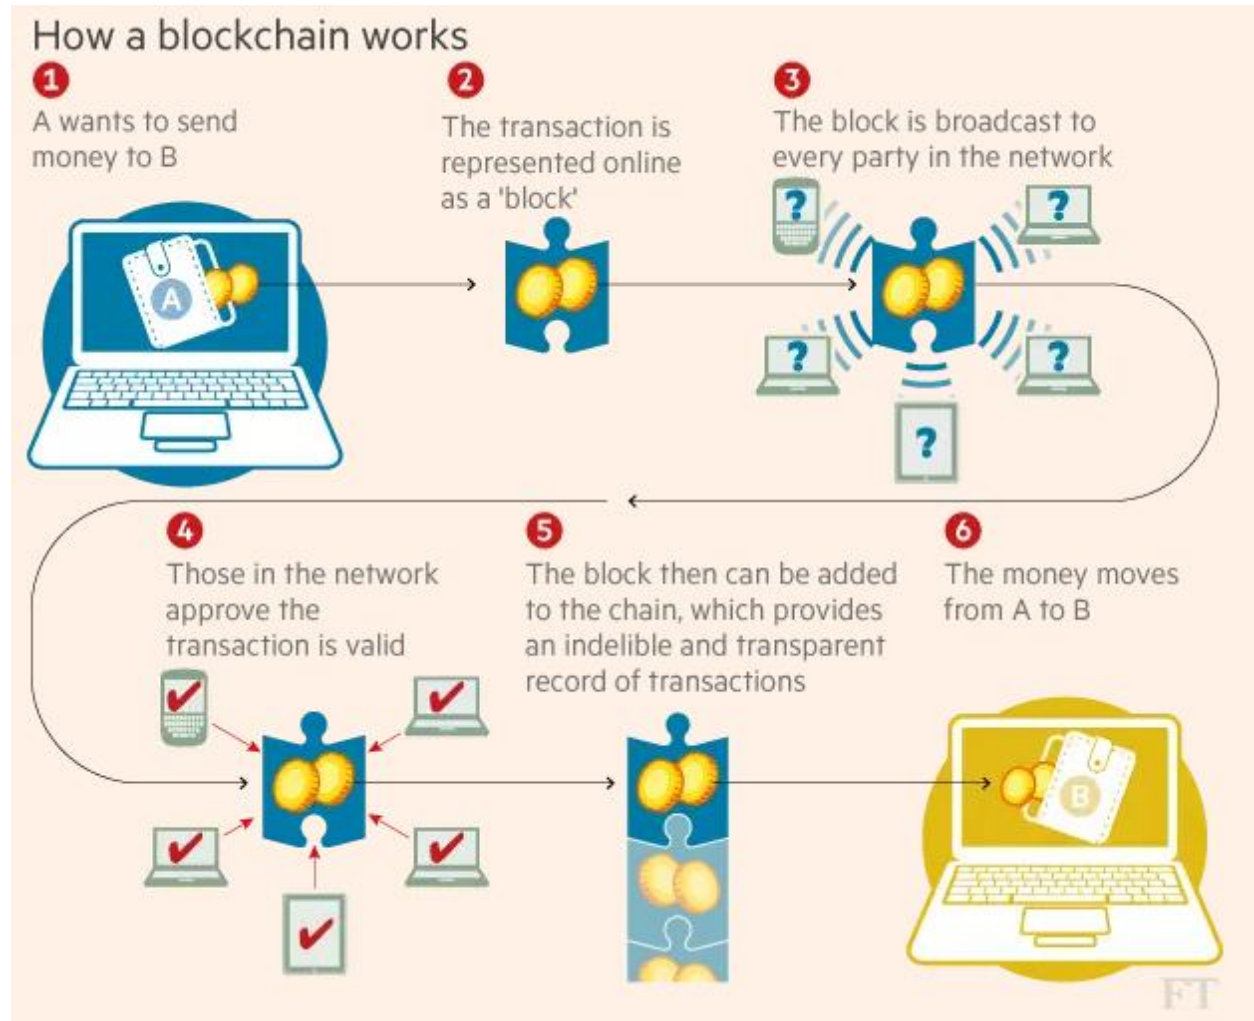 How a blockchain works
1
A wants to send
money to B
2
The transaction is
represented online
as a 'block'
3
The block is broadcast to
every party in the network
?
?
A
?
?
?
4
Those in the network
approve the
transaction is valid
5
The block then can be added
to the chain, which provides
an indelible and transparent
record of transactions
6
The money moves
from A to B
B
FT